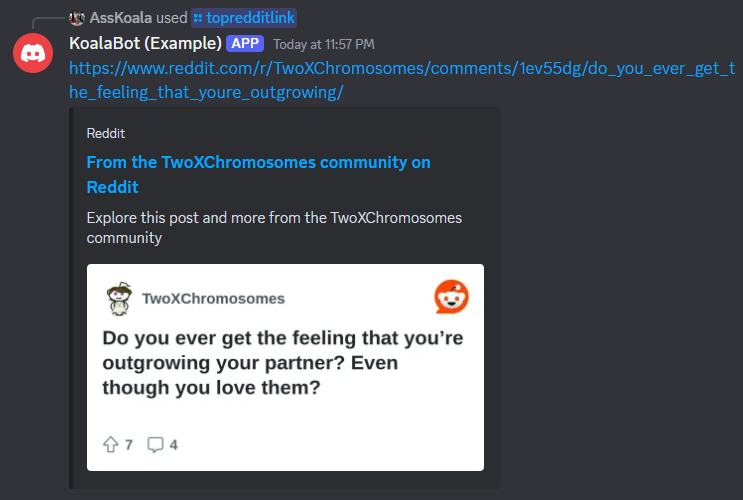 AssKoala used topredditlink
KoalaBot (Example) APP Today at 11:57 PM
https://www.reddit.com/r/TwoXChromosomes/comments/1ev55dg/do_you_ever_get_t
he_feeling_that_youre_outgrowing/
Reddit
From the TwoXChromosomes community on
Reddit
Explore this post and more from the TwoXChromosomes
community
TwoXChromosomes
Do you ever get the feeling that you’re
outgrowing your partner? Even
though you love them?
7 4